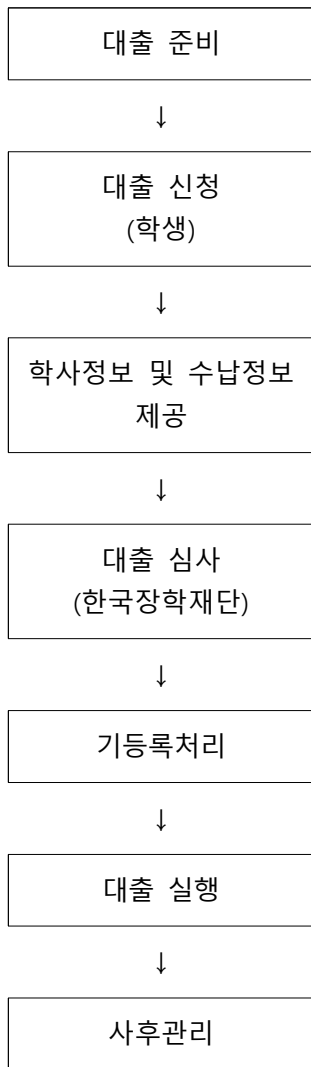 대출 준비
↓
대출 신청
(학생)
↓
학사정보 및 수납정보
제공
↓
대출 심사
(한국장학재단)
↓
기등록처리
↓
대출 실행
↓
사후관리